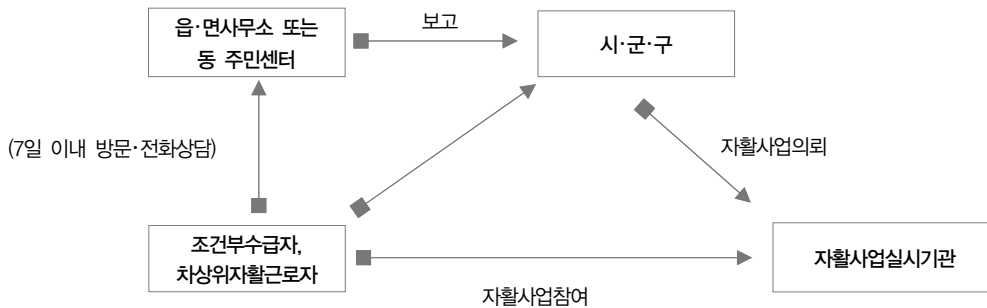 읍·면사무소 또는
동 주민센터
보고
시·군·구
(7일 이내 방문·전화상담)
자활사업의뢰
조건부수급자,
차상위자활근로자
자활사업실시기관
자활사업참여